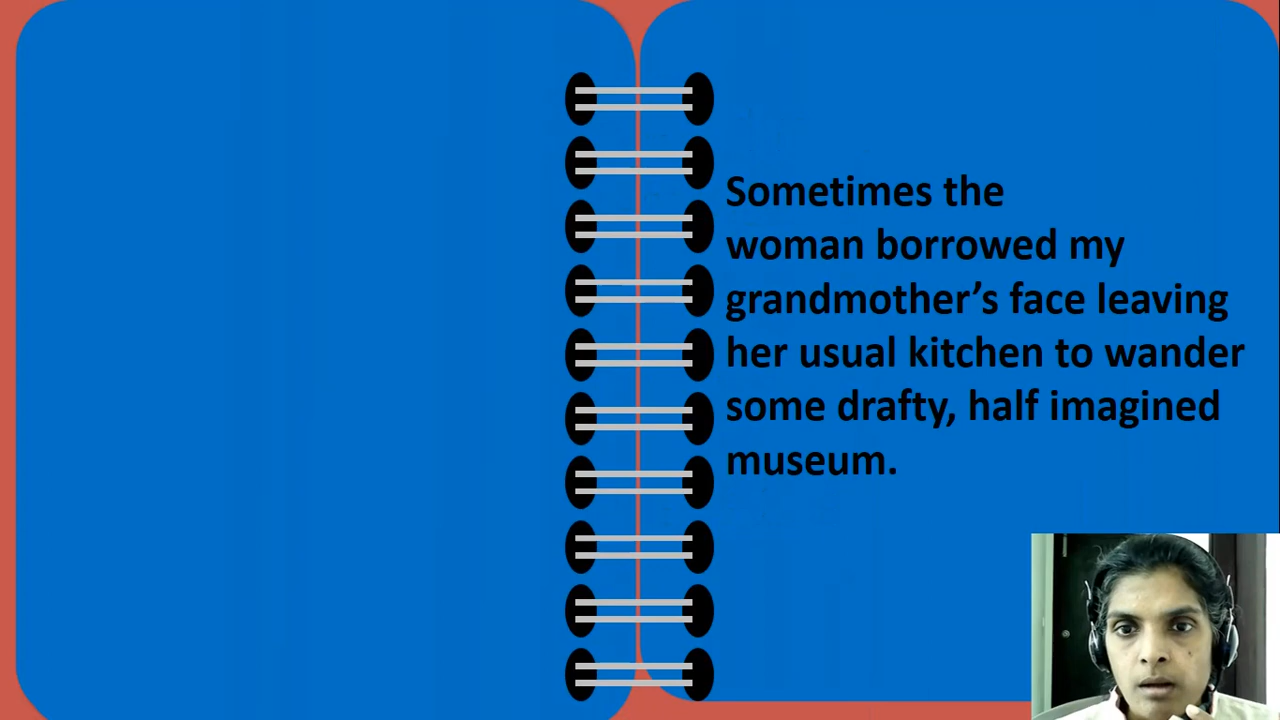 Sometimes the
woman borrowed my
grandmother’s face leaving
her usual kitchen to wander
some drafty, half imagined
museum.